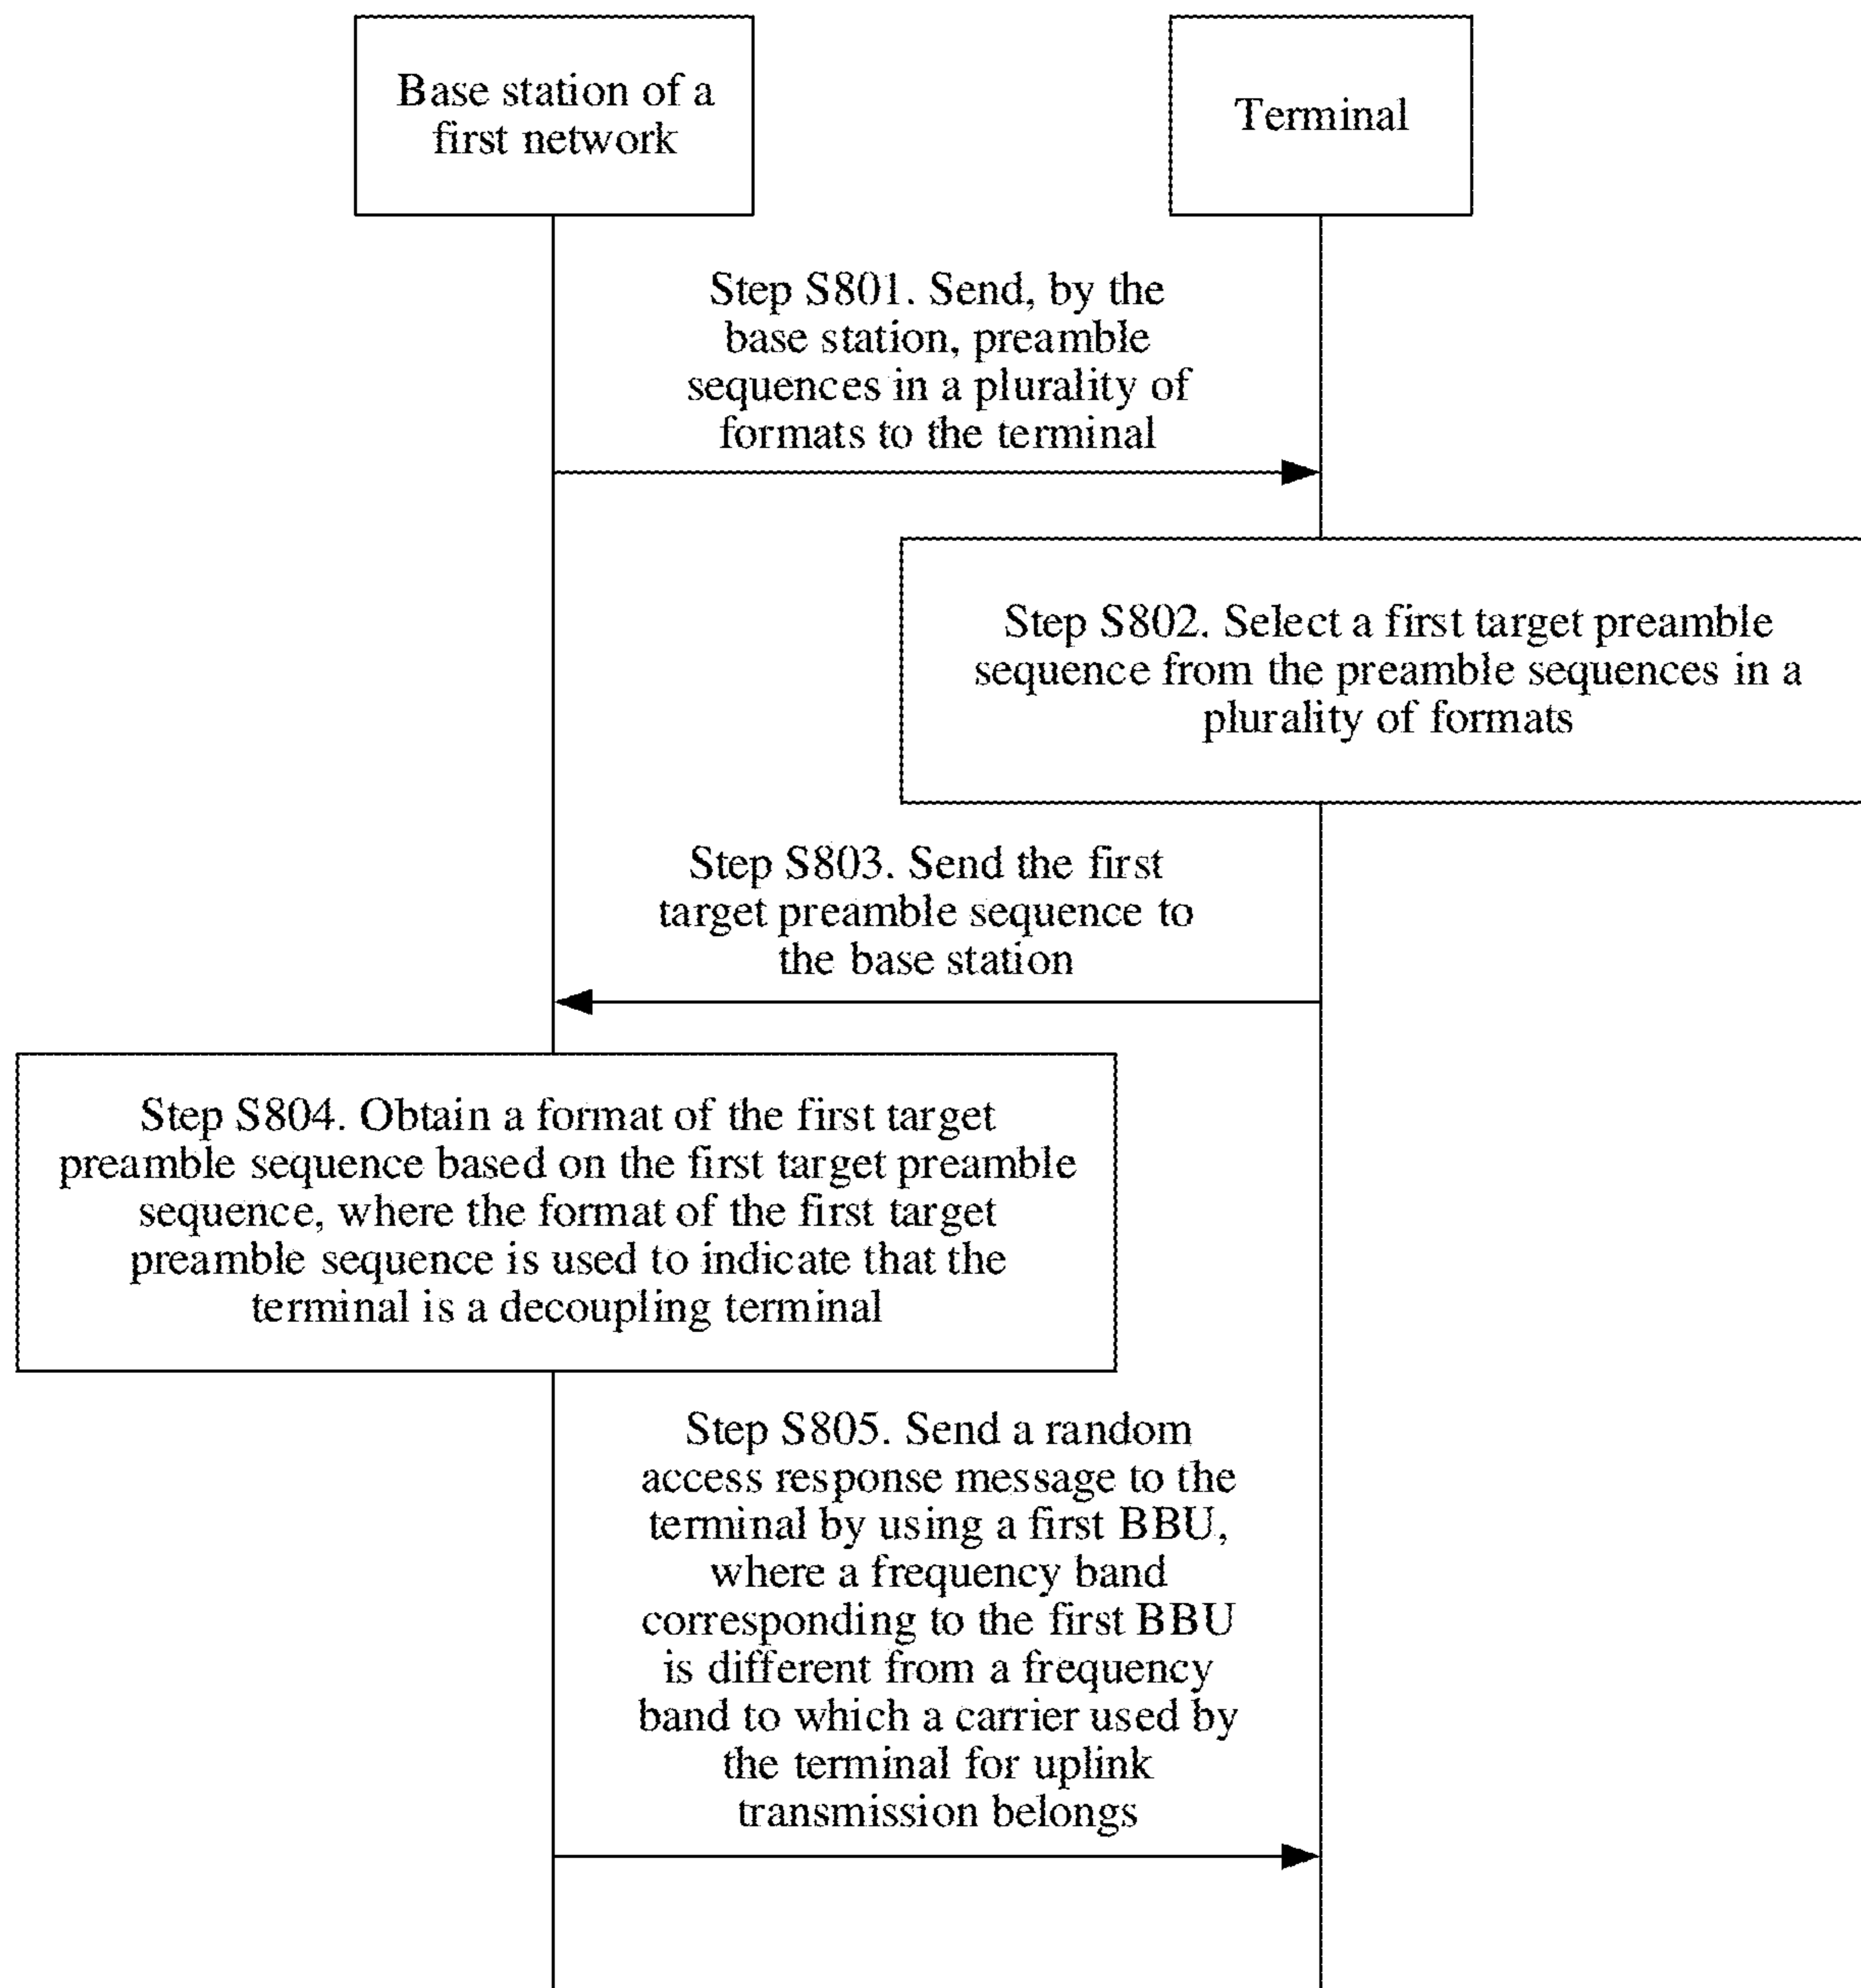 Base station of a
first network
Terminal
Step S801. Send, by the
base station, preamble
sequences in a plurality of
formats to the terminal
Step S802. Select a first target preamble
sequence from the preamble sequences in a
plurality of formats
Step S803. Send the first
target preamble sequence to
the base station
Step S804. Obtain a format of the first target
preamble sequence based on the first target preamble
sequence, where the format of the first target
preamble sequence is used to indicate that the
terminal is a decoupling terminal
Step S805. Send a random
access response message to the
terminal by using a first BBU,
where a frequency band
corresponding to the first BBU
is different from a frequency
band to which a carrier used by
the terminal for uplink
transmission belongs